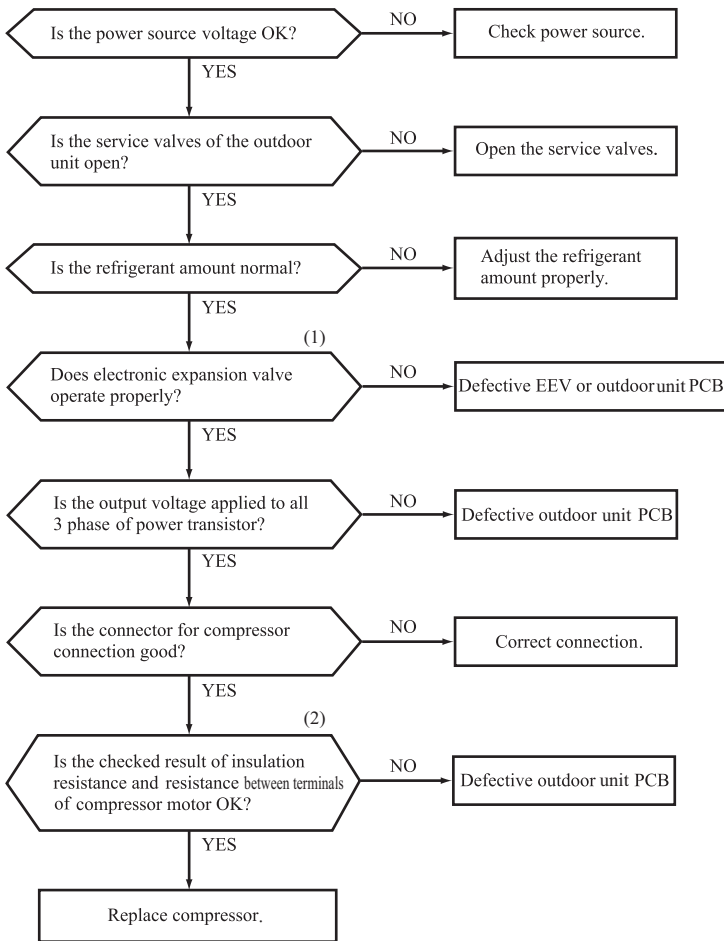 Is the power source voltage OK?
NO
Check power source.
YES
Is the service valves of the outdoor
unit open?
NO
Open the service valves.
YES
Is the refrigerant amount normal?
NO
Adjust the refrigerant
amount properly.
YES
(1)
Does electronic expansion valve
operate properly?
NO
Defective EEV or outdoor unit PCB
YES
Is the output voltage applied to all
3 phase of power transistor?
NO
Defective outdoor unit PCB
YES
Is the connector for compressor
connection good?
NO
Correct connection.
YES
(2)
Is the checked result of insulation
resistance and resistance between terminals
of compressor motor OK?
NO
Defective outdoor unit PCB
YES
Replace compressor.